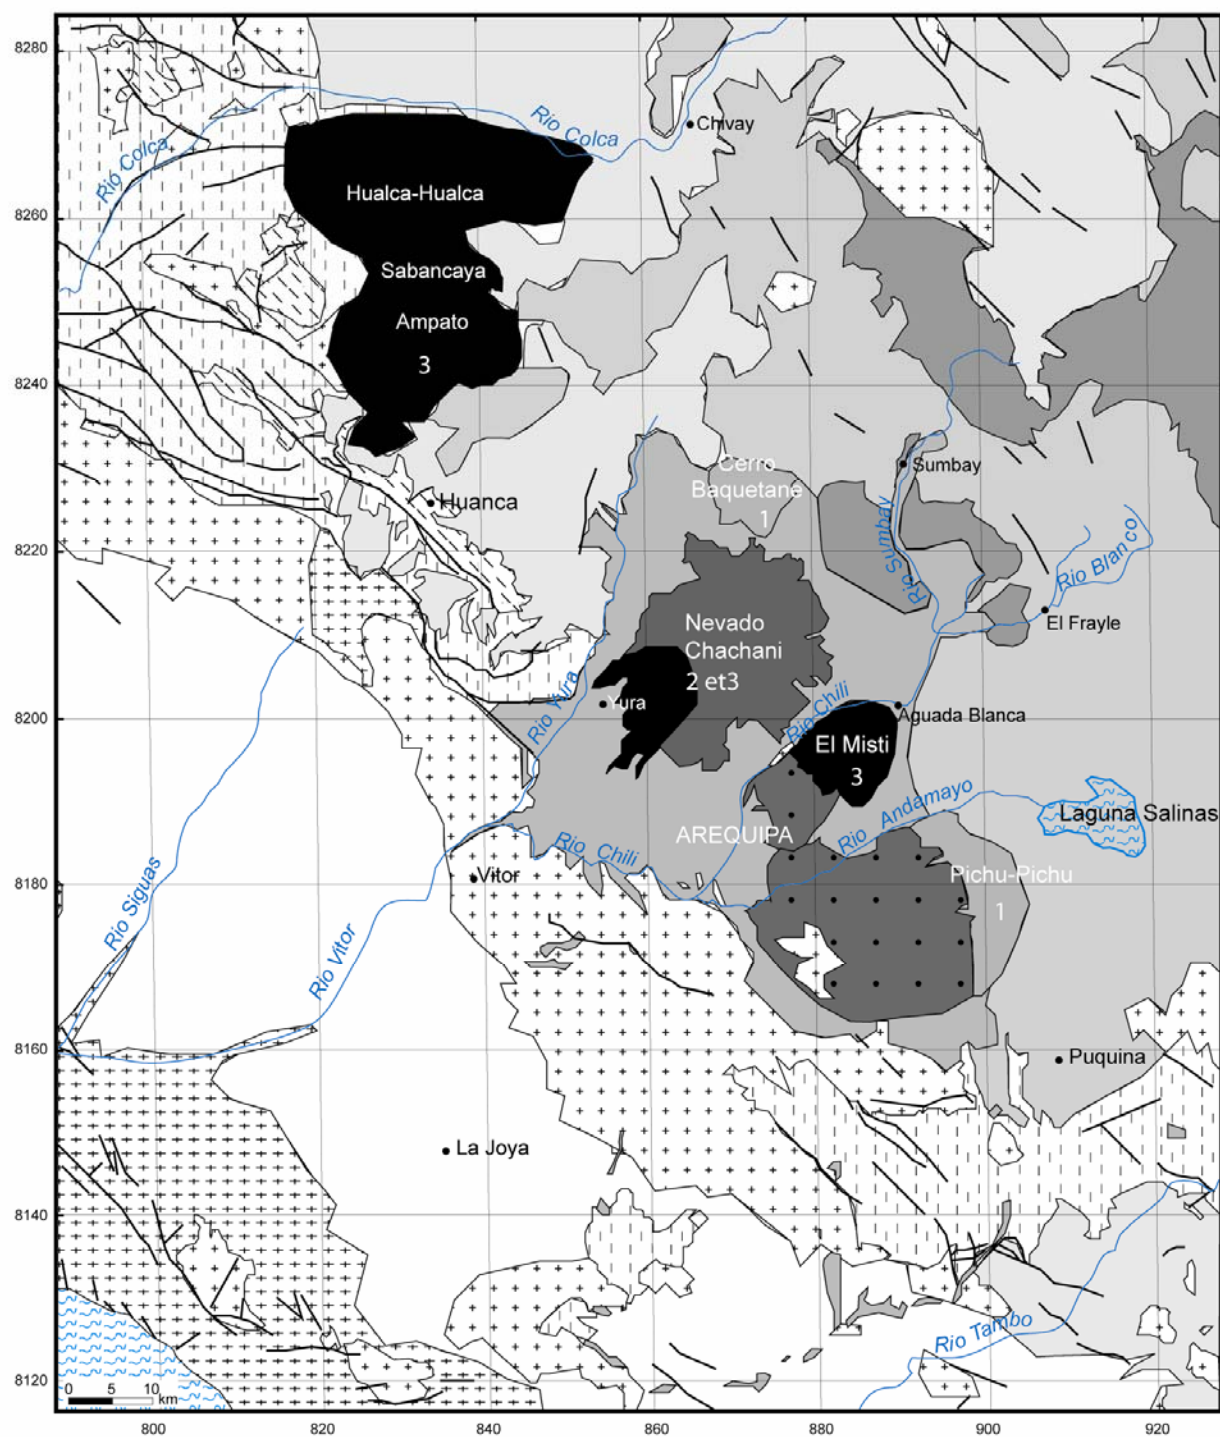 8280
8260
8240
8220
8200
8180
8160
8140
8120
800
820
840
860
880
900
920
Rio Colca
Rio Colca
Chivay
Hualca-Hualca
Sabancaya
Ampato
3
Cerro
Baquetane
1
Sumbay
Huanca
Rio Sumbay
Rio Blanco
El Frayle
Nevado
Chachani
2 et3
Yura
Rio Yura
Rio Chili
Aguada Blanca
El Misti
3
Rio Andamayo
Laguna Salinas
AREQUIPA
Rio Chili
Pichu-Pichu
1
Vitor
Rio Siguas
Rio Vitor
Puquina
La Joya
Rio Tambo
0 5 10 km